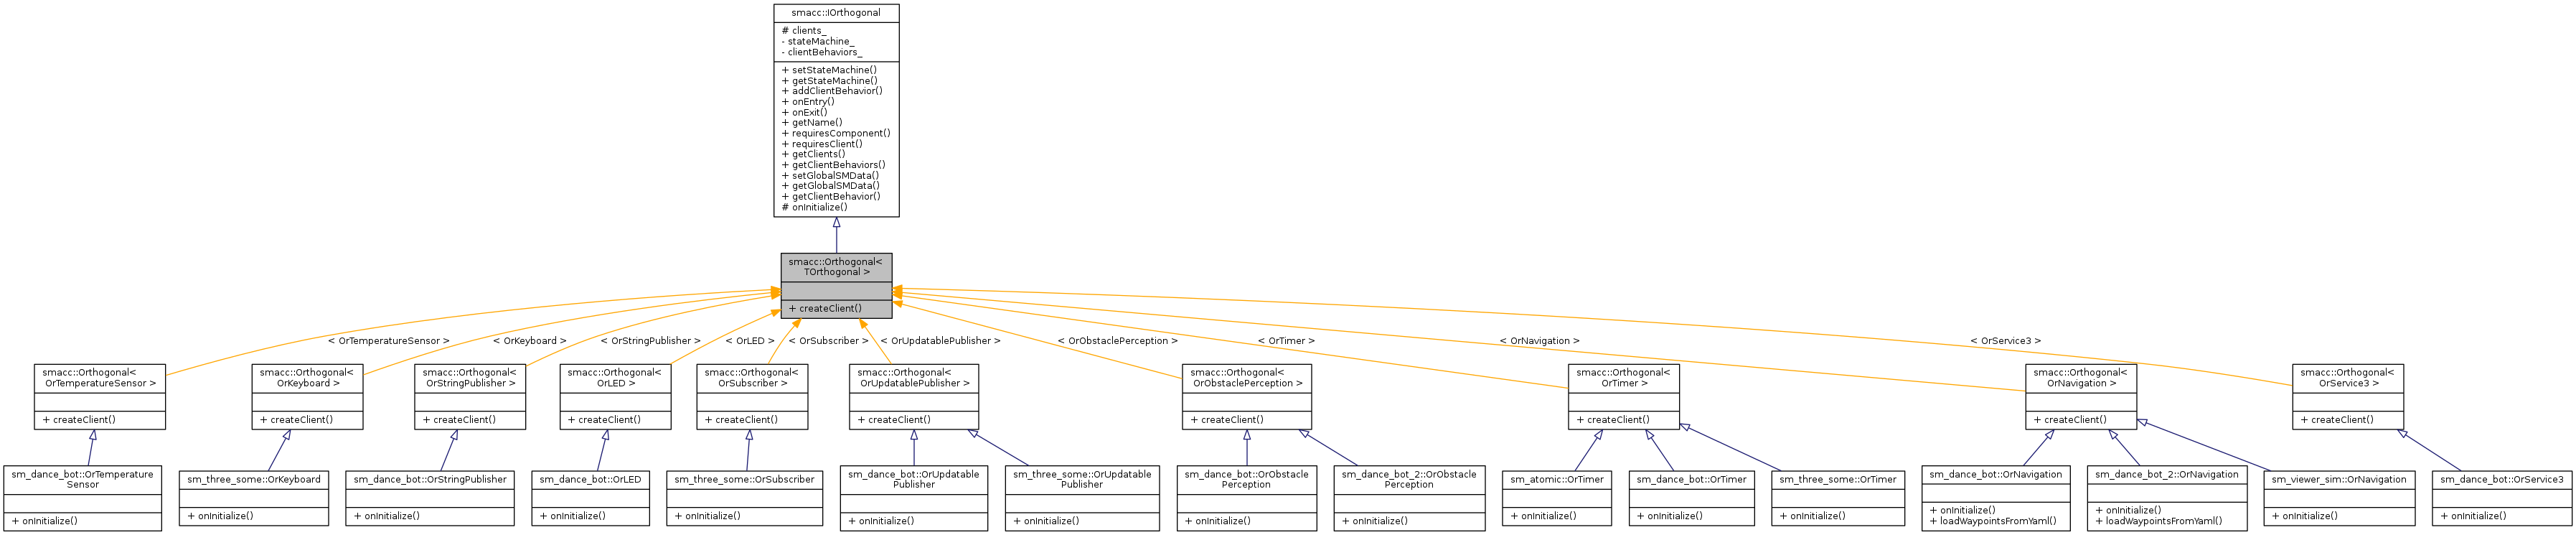 smacc::IOrthogonal
# clients_
- stateMachine_
- clientBehaviors_
+ setStateMachine()
+ getStateMachine()
+ addClientBehavior()
+ onEntry()
+ onExit()
+ getName()
+ requiresComponent()
+ requiresClient()
+ getClients()
+ getClientBehaviors()
+ setGlobalSMData()
+ getGlobalSMData()
+ getClientBehavior()
# onInitialize()
smacc::Orthogonal<
TOrthogonal >
+ createClient()
< OrTemperatureSensor >
< OrKeyboard >
< OrStringPublisher >
< OrLED >
< OrSubscriber >
< OrUpdatablePublisher >
< OrObstaclePerception >
< OrTimer >
< OrNavigation >
< OrService3 >
smacc::Orthogonal<
OrTemperatureSensor >
+ createClient()
smacc::Orthogonal<
OrKeyboard >
+ createClient()
smacc::Orthogonal<
OrStringPublisher >
+ createClient()
smacc::Orthogonal<
OrLED >
+ createClient()
smacc::Orthogonal<
OrSubscriber >
+ createClient()
smacc::Orthogonal<
OrUpdatablePublisher >
+ createClient()
smacc::Orthogonal<
OrObstaclePerception >
+ createClient()
smacc::Orthogonal<
OrTimer >
+ createClient()
smacc::Orthogonal<
OrNavigation >
+ createClient()
smacc::Orthogonal<
OrService3 >
+ createClient()
sm_dance_bot::OrTemperature
Sensor
+ onInitialize()
sm_three_some::OrKeyboard
+ onInitialize()
sm_dance_bot::OrStringPublisher
+ onInitialize()
sm_dance_bot::OrLED
+ onInitialize()
sm_three_some::OrSubscriber
+ onInitialize()
sm_dance_bot::OrUpdatable
Publisher
+ onInitialize()
sm_three_some::OrUpdatable
Publisher
+ onInitialize()
sm_dance_bot::OrObstacle
Perception
+ onInitialize()
sm_dance_bot_2::OrObstacle
Perception
+ onInitialize()
sm_atomic::OrTimer
+ onInitialize()
sm_dance_bot::OrTimer
+ onInitialize()
sm_three_some::OrTimer
+ onInitialize()
sm_dance_bot::OrNavigation
+ onInitialize()
+ loadWaypointsFromYaml()
sm_dance_bot_2::OrNavigation
+ onInitialize()
+ loadWaypointsFromYaml()
sm_viewer_sim::OrNavigation
+ onInitialize()
sm_dance_bot::OrService3
+ onInitialize()